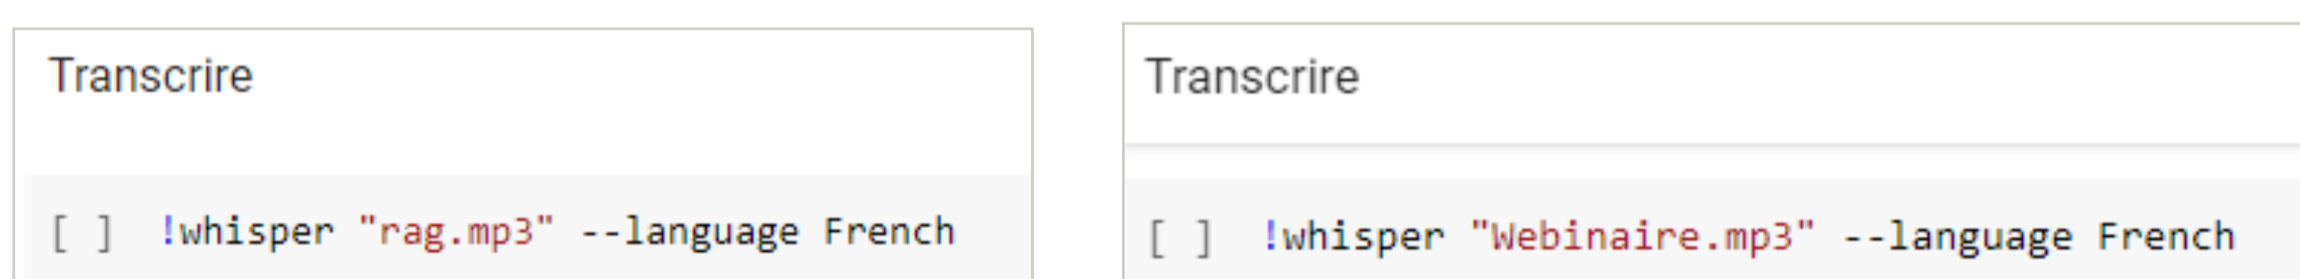 Transcrire
[ ] !whisper "rag.mp3" --language French
Transcrire
[ ] !whisper "Webinaire.mp3" --language French